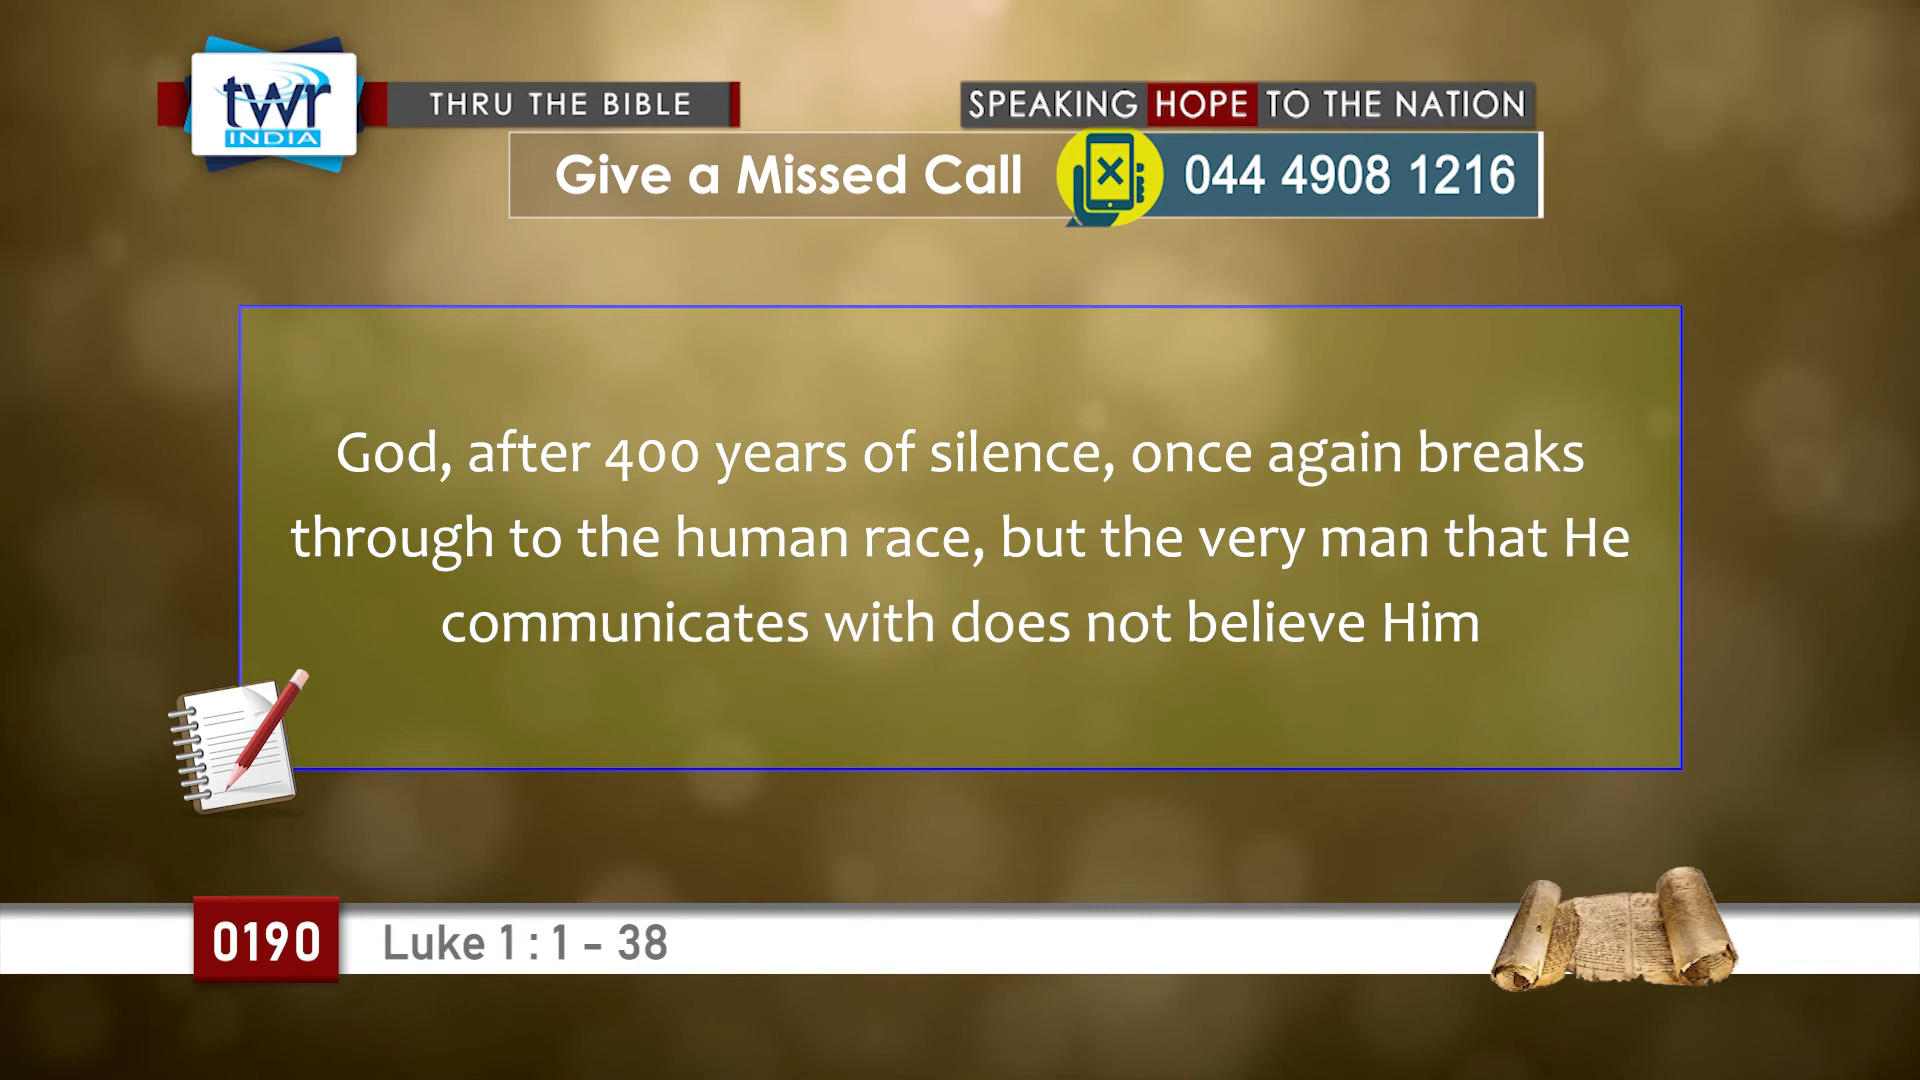 twr
INDIA
THRU THE BIBLE
SPEAKING HOPE TO THE NATION
Give a Missed Call
044 4908 1216
God, after 400 years of silence, once again breaks
through to the human race, but the very man that He
communicates with does not believe Him
0190
Luke 1 : 1 - 38